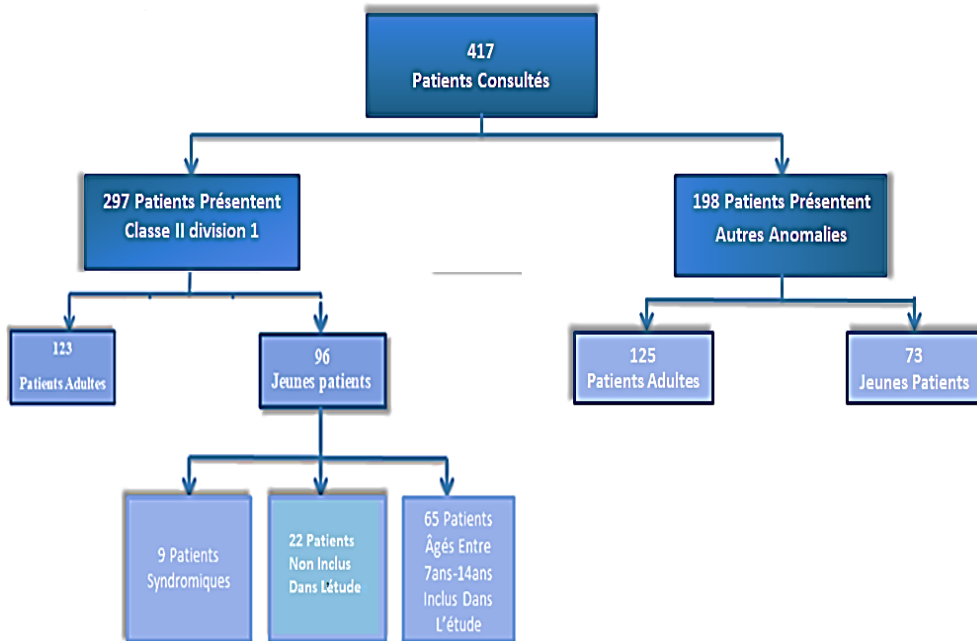 417
Patients Consultés
297 Patients Présentent
Classe II division 1
198 Patients Présentent
Autres Anomalies
123
Patients Adultes
96
Jeunes patients
125
Patients Adultes
73
Jeunes Patients
9 Patients
Syndromiques
22 Patients
Non Inclus
Dans L'étude
65 Patients
Âgés Entre
7ans-14ans
Inclus Dans
L'étude